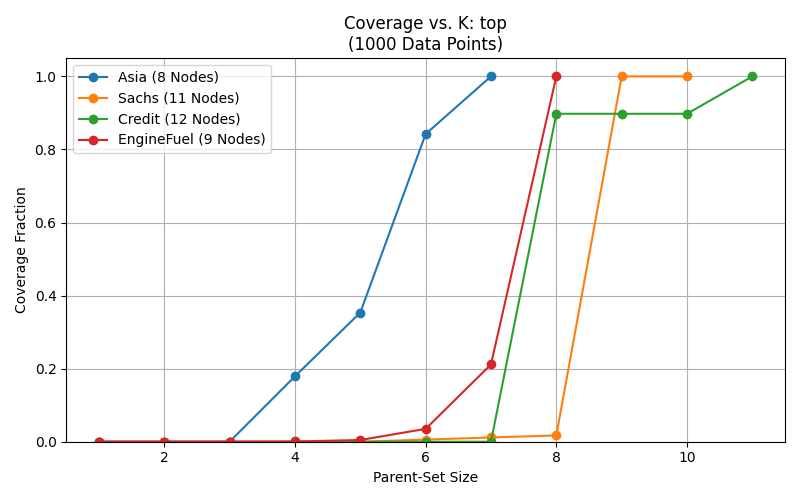 Coverage vs. K: top
(1000 Data Points)
Asia (8 Nodes)
Sachs (11 Nodes)
Credit (12 Nodes)
EngineFuel (9 Nodes)
Coverage Fraction
1.0
0.8
0.6
0.4
0.2
0.0
2 4 6 8 10
Parent-Set Size